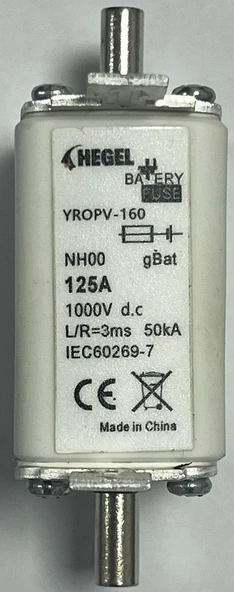 HEGEL
BATTERY
FUSE
YROPV-160
NH00 gBat
125A
1000V d.c
L/R=3ms 50kA
IEC60269-7
CE
Made in China